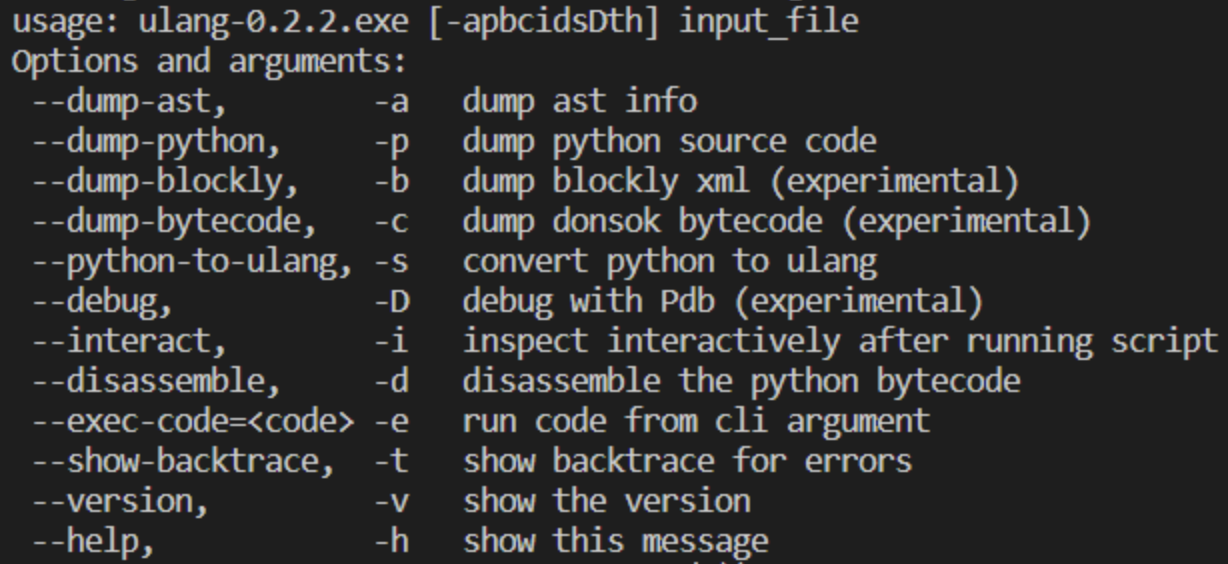 usage: ulang-0.2.2.exe [-apbcidsDth] input_file
Options and arguments:
 --dump-ast,       -a   dump ast info
 --dump-python,    -p   dump python source code
 --dump-blockly,   -b   dump blockly xml (experimental)
 --dump-bytecode,  -c   dump donsok bytecode (experimental)
 --python-to-ulang, -s   convert python to ulang
 --debug,          -D   debug with Pdb (experimental)
 --interact,       -i   inspect interactively after running script
 --disassemble,    -d   disassemble the python bytecode
 --exec-code=<code> -e   run code from cli argument
 --show-backtrace,  -t   show backtrace for errors
 --version,        -v   show the version
 --help,           -h   show this message